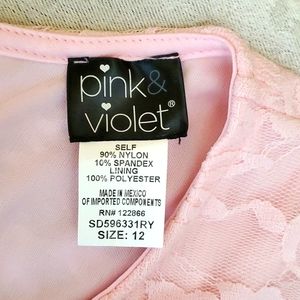 pink&
violet®
SELF
90% NYLON
10% SPANDEX
LINING
100% POLYESTER
MADE IN MEXICO
OF IMPORTED COMPONENTS
RN# 122866
SD596331RY
SIZE: 12